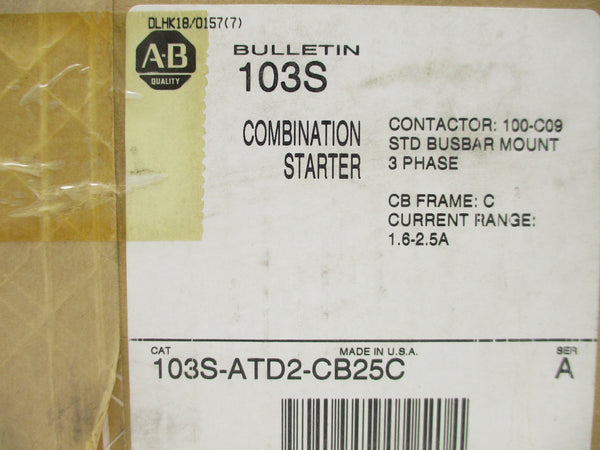 DLHK18/0157(7)
A-B
QUALITY
BULLETIN
103S
COMBINATION
STARTER
CONTACTOR: 100-C09
STD BUSBAR MOUNT
3 PHASE
CB FRAME: C
CURRENT RANGE:
1.6-2.5A
CAT
MADE IN U.S.A.
SER
103S-ATD2-CB25C
A